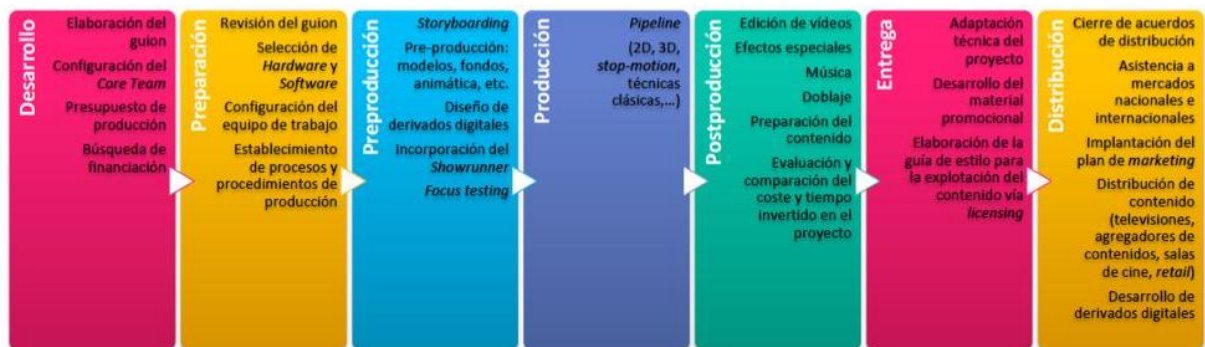 Desarrollo
Elaboración del
guion
Configuración del
Core Team
Presupuesto de
producción
Búsqueda de
financiación
Preparación
Revisión del guion
Selección de
Hardware y
Software
Configuración del
equipo de trabajo
Establecimiento
de procesos y
procedimientos de
producción
Preproducción
Storyboarding
Pre-producción:
modelos, fondos,
animática, etc.
Diseño de
derivados digitales
Incorporación del
Showrunner
Focus testing
Producción
Pipeline
(2D, 3D,
stop-motion,
técnicas
clásicas,...)
Postproducción
Edición de vídeos
Efectos especiales
Música
Doblaje
Preparación del
contenido
Evaluación y
comparación del
coste y tiempo
invertido en el
proyecto
Entrega
Adaptación
técnica del
proyecto
Desarrollo del
material
promocional
Elaboración de la
guía de estilo para
la explotación del
contenido vía
licensing
Distribución
Cierre de acuerdos
de distribución
Asistencia a
mercados
nacionales e
internacionales
Implantación del
plan de marketing
Distribución de
contenido
(televisiones,
agregadores de
contenidos, salas
de cine, retail)
Desarrollo de
derivados digitales